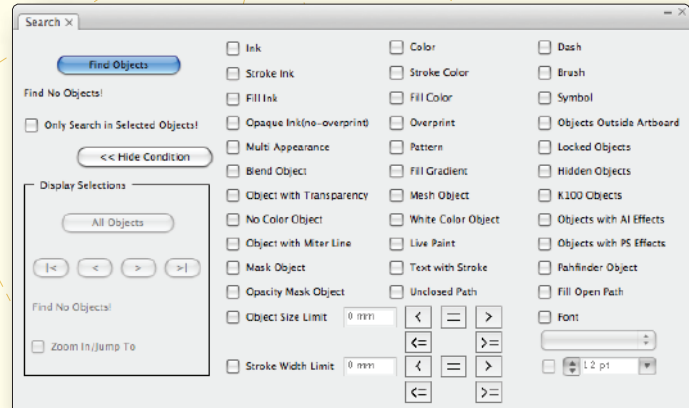 Search ×
Find Objects
Find No Objects!
Only Search in Selected Objects!
<< Hide Condition
Display Selections
All Objects
|<
<
>
>|
Find No Objects!
Zoom In/Jump To
Ink
Color
Dash
Stroke Ink
Stroke Color
Brush
Fill Ink
Fill Color
Symbol
Opaque Ink(no-overprint)
Overprint
Objects Outside Artboard
Multi Appearance
Pattern
Locked Objects
Blend Object
Fill Gradient
Hidden Objects
Object with Transparency
Mesh Object
K100 Objects
No Color Object
White Color Object
Objects with AI Effects
Object with Miter Line
Live Paint
Objects with PS Effects
Mask Object
Text with Stroke
Pahfinder Object
Opacity Mask Object
Unclosed Path
Fill Open Path
Object Size Limit
0 mm
<
=
>
Font
<=
>=
Stroke Width Limit
0 mm
<
=
>
12 pt
<=
>=